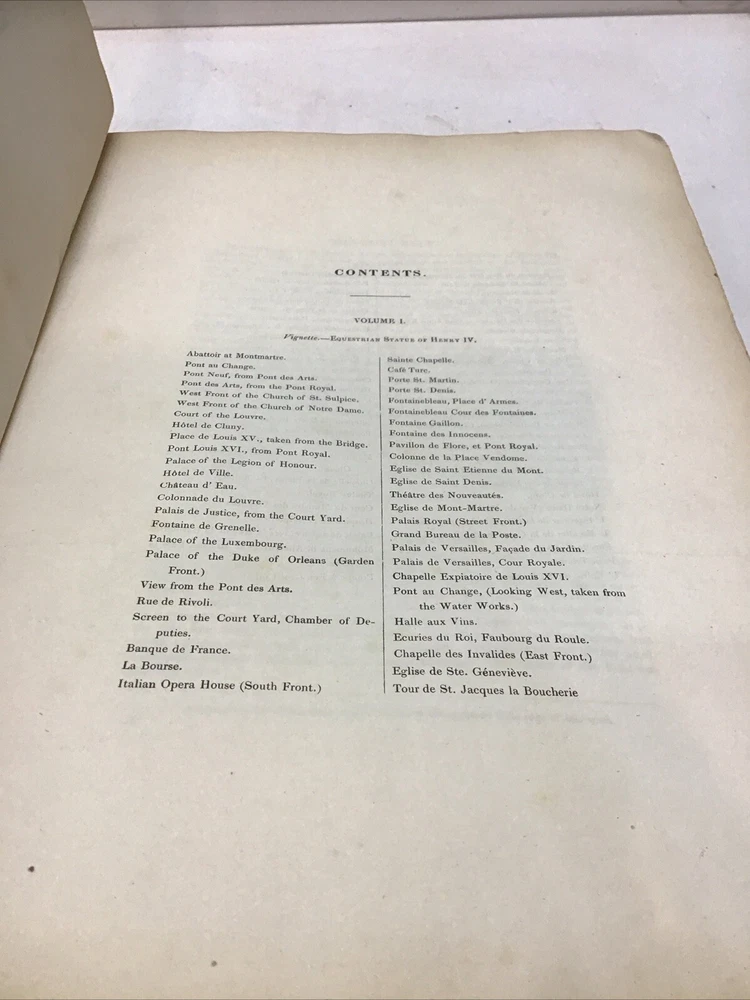 CONTENTS.
VOLUME I.
Vignette.—EQUESTRIAN STATUE OF HENRY IV.
Abattoir at Montmartre.
Pont au Change.
Pont Neuf, from Pont des Arts.
Pont des Arts, from the Pont Royal.
West Front of the Church of St. Sulpice.
West Front of the Church of Notre Dame.
Court of the Louvre.
Hôtel de Cluny.
Place de Louis XV., taken from the Bridge.
Pont Louis XVI., from Pont Royal.
Palace of the Legion of Honour.
Hôtel de Ville.
Château d' Eau.
Colonnade du Louvre.
Palais de Justice, from the Court Yard.
Fontaine de Grenelle.
Palace of the Luxembourg.
Palace of the Duke of Orleans (Garden
Front.)
View from the Pont des Arts.
Rue de Rivoli.
Screen to the Court Yard, Chamber of De-
puties.
Banque de France.
La Bourse.
Italian Opera House (South Front.)
Sainte Chapelle.
Café Turc.
Porte St. Martin.
Porte St. Denis.
Fontainebleau, Place d' Armes.
Fontainebleau Cour des Fontaines.
Fontaine Gaillon.
Fontaine des Innocens.
Pavillon de Flore, et Pont Royal.
Colonne de la Place Vendome.
Eglise de Saint Etienne du Mont.
Eglise de Saint Denis.
Théâtre des Nouveautés.
Eglise de Mont-Martre.
Palais Royal (Street Front.)
Grand Bureau de la Poste.
Palais de Versailles, Façade du Jardin.
Palais de Versailles, Cour Royale.
Chapelle Expiatoire de Louis XVI.
Pont au Change, (Looking West, taken from
the Water Works.)
Halle aux Vins.
Ecuries du Roi, Faubourg du Roule.
Chapelle des Invalides (East Front.)
Eglise de Ste. Géneviève.
Tour de St. Jacques la Boucherie